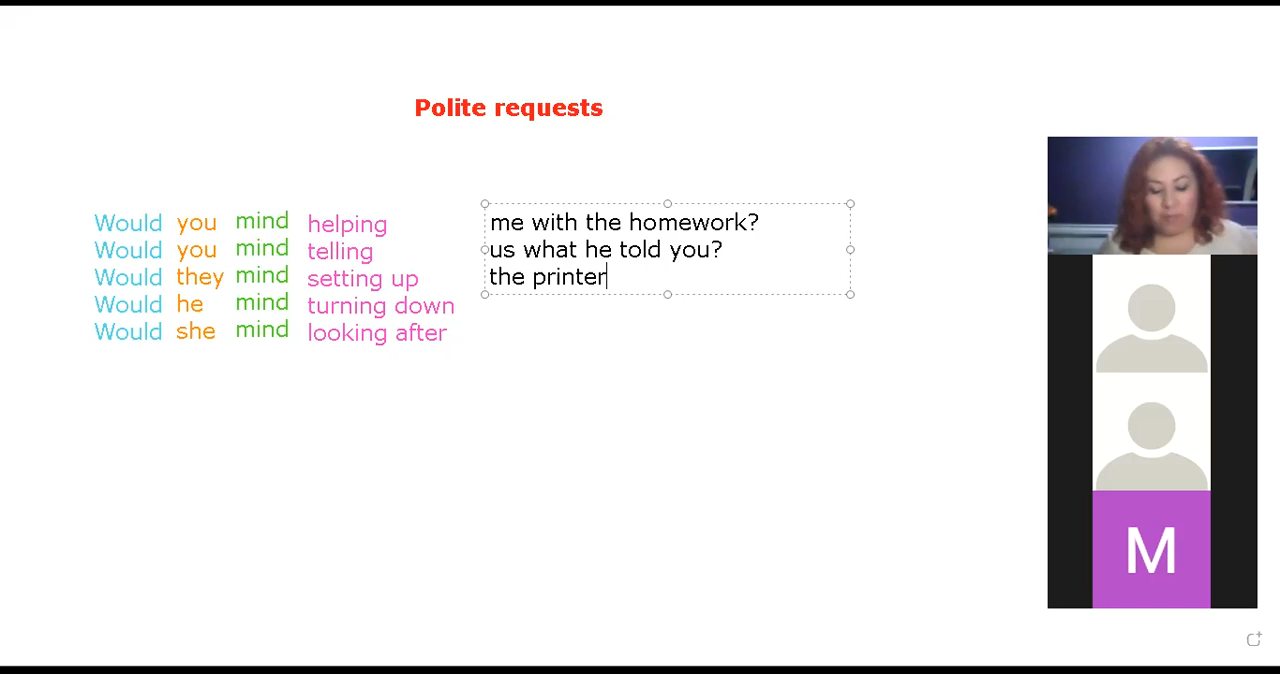 Polite requests
Would you mind helping me with the homework?
Would you mind telling us what he told you?
Would they mind setting up the printer
Would he mind turning down
Would she mind looking after
M